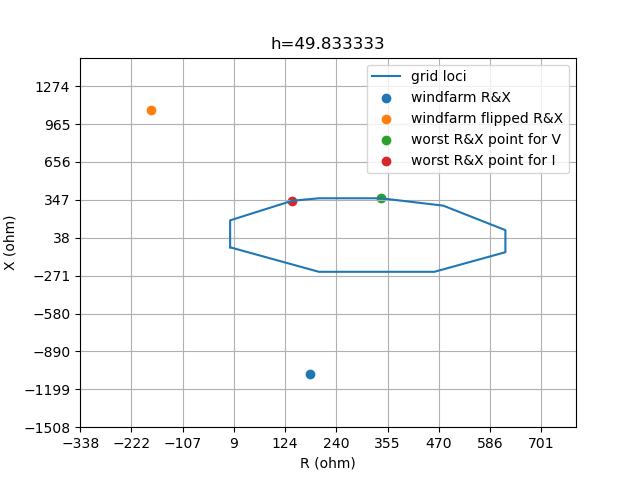 h=49.833333
grid loci
windfarm R&X
windfarm flipped R&X
worst R&X point for V
worst R&X point for I
X (ohm)
1274
965
656
347
38
−271
−580
−890
−1199
−1508
−338 −222 −107 9 124 240 355 470 586 701
R (ohm)